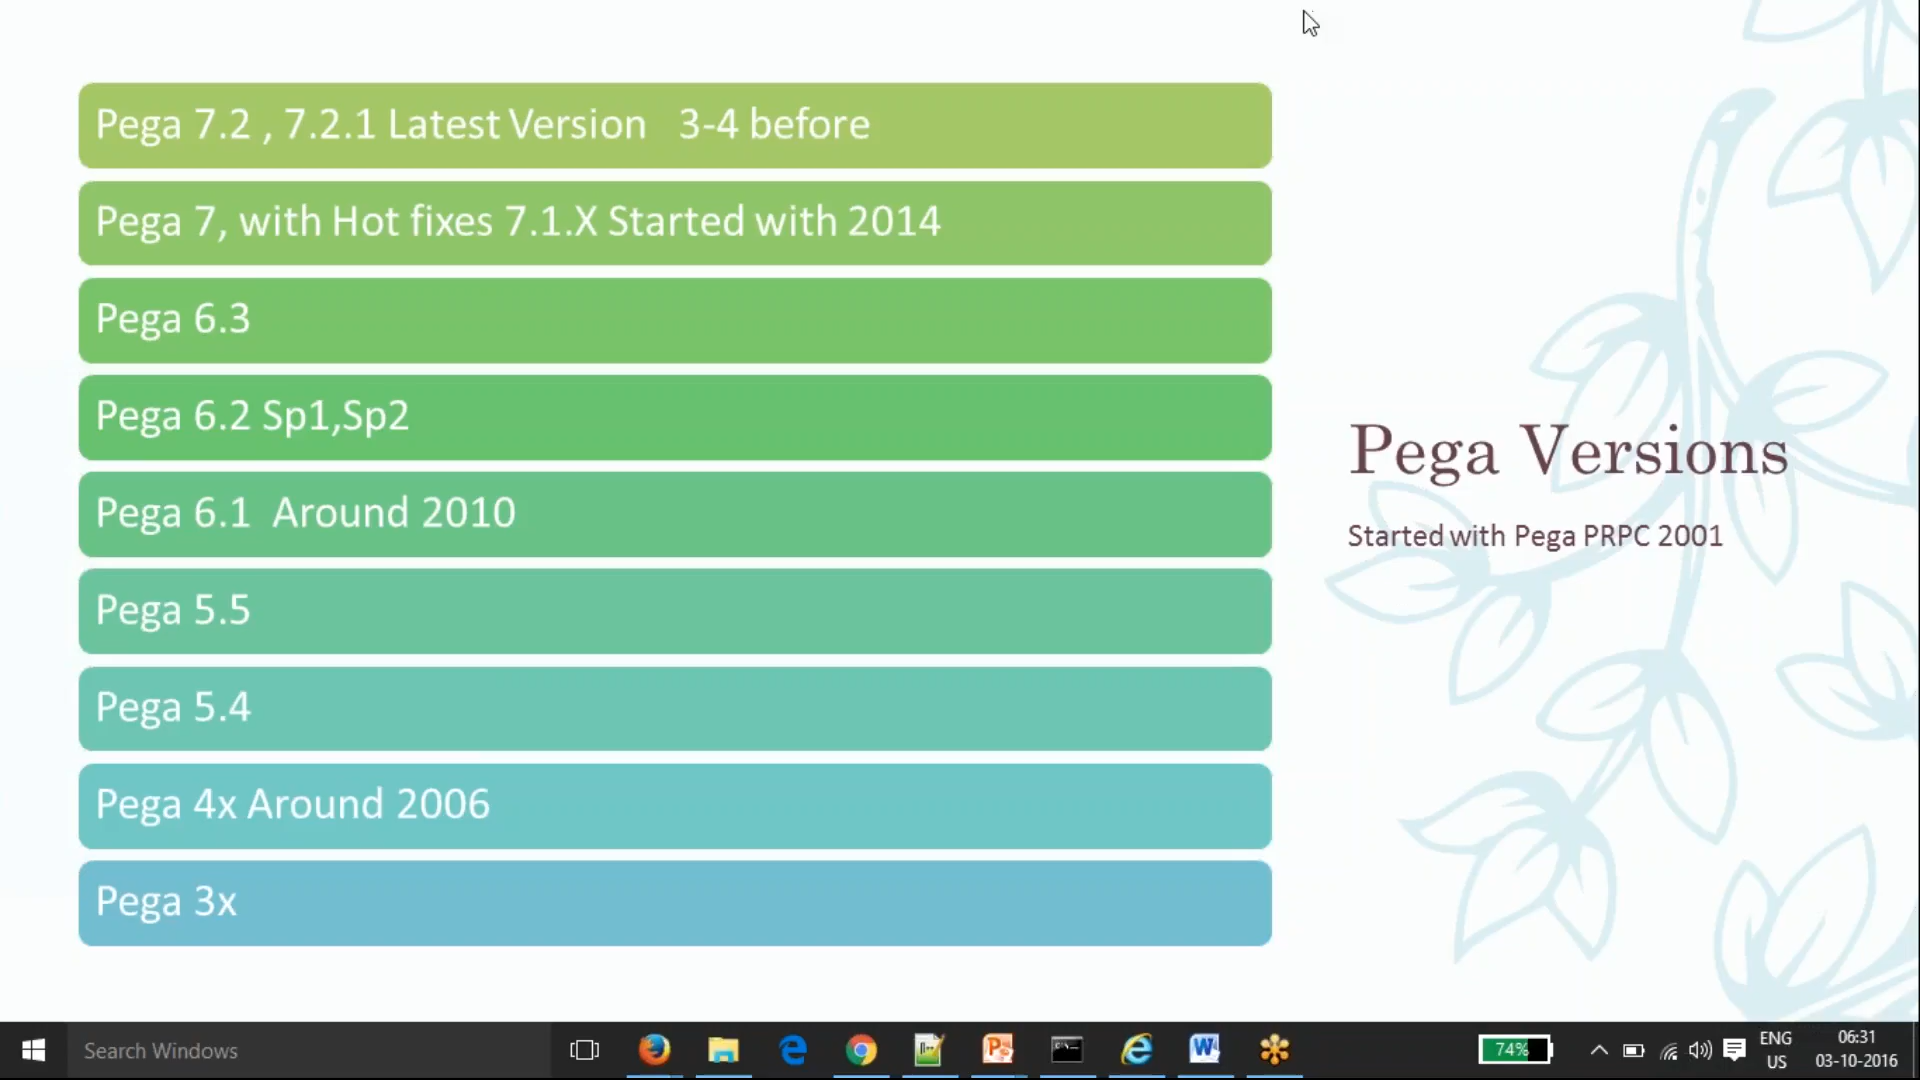 Pega 7.2 , 7.2.1 Latest Version 3-4 before
Pega 7, with Hot fixes 7.1.X Started with 2014
Pega 6.3
Pega 6.2 Sp1,Sp2
Pega 6.1 Around 2010
Pega 5.5
Pega 5.4
Pega 4x Around 2006
Pega 3x
Pega Versions
Started with Pega PRPC 2001
Search Windows
74%
ENG
US
06:31
03-10-2016